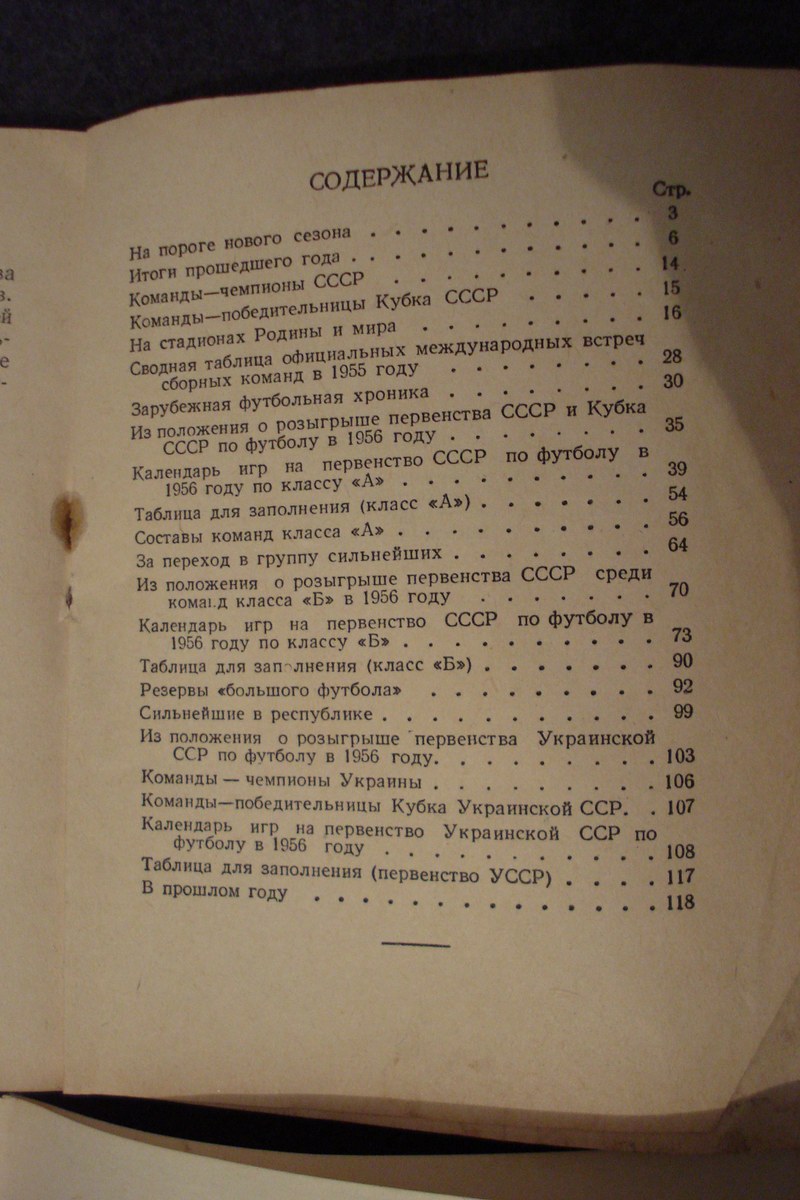 СОДЕРЖАНИЕ
Стр.
На пороге нового сезона . . . . . . . . . . . 3
Итоги прошедшего года . . . . . . . . . . . 6
Команды—чемпионы СССР . . . . . . . . . 14
Команды—победительницы Кубка СССР . . . . . 15
На стадионах Родины и мира . . . . . . . . 16
Сводная таблица официальных международных встреч
сборных команд в 1955 году . . . . . . . 28
Зарубежная футбольная хроника . . . . . . . 30
Из положения о розыгрыше первенства СССР и Кубка
СССР по футболу в 1956 году . . . . . . . 35
Календарь игр на первенство СССР по футболу в
1956 году по классу «А» . . . . . . . . . 39
Таблица для заполнения (класс «А») . . . . . . 54
Составы команд класса «А» . . . . . . . . . 56
За переход в группу сильнейших . . . . . . . 64
Из положения о розыгрыше первенства СССР среди
команд класса «Б» в 1956 году . . . . . . . 70
Календарь игр на первенство СССР по футболу в
1956 году по классу «Б» . . . . . . . . . 73
Таблица для заполнения (класс «Б») . . . . . . 90
Резервы «большого футбола» . . . . . . . . 92
Сильнейшие в республике . . . . . . . . . . 99
Из положения о розыгрыше первенства Украинской
ССР по футболу в 1956 году. . . . . . . . . 103
Команды — чемпионы Украины . . . . . . . . . 106
Команды—победительницы Кубка Украинской ССР. . 107
Календарь игр на первенство Украинской ССР по
футболу в 1956 году . . . . . . . . . . . 108
Таблица для заполнения (первенство УССР) . . . . 117
В прошлом году . . . . . . . . . . . . . . 118